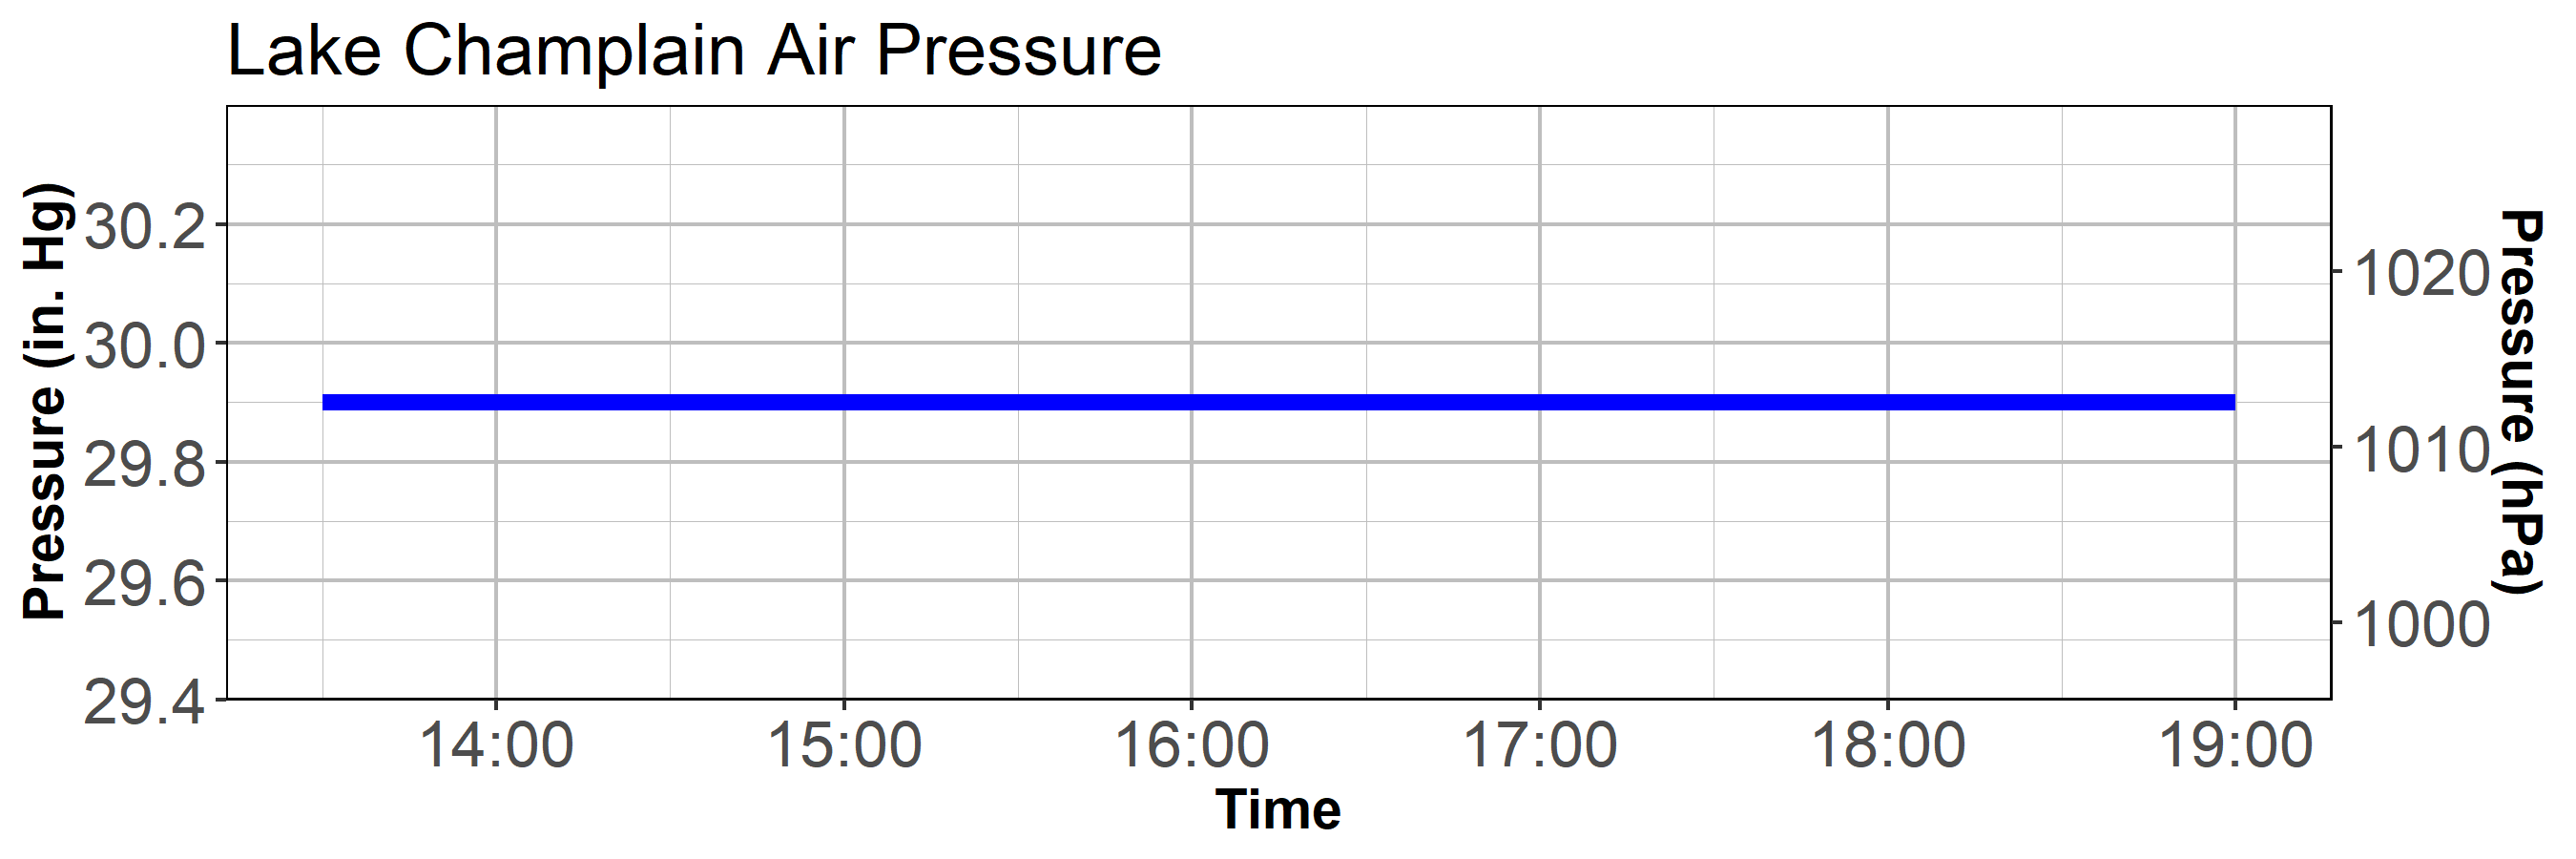 Lake Champlain Air Pressure
Pressure (in. Hg)
30.2
30.0
29.8
29.6
29.4
1020
1010
1000
Pressure (hPa)
14:00 15:00 16:00 17:00 18:00 19:00
Time